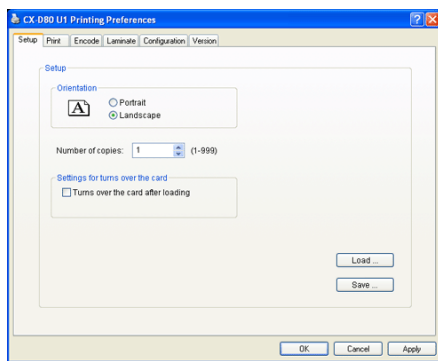 CX-D80 U1 Printing Preferences
Setup Print Encode Laminate Configuration Version
Setup
Orientation
A
Portrait
Landscape
Number of copies: 1 (1-999)
Settings for turns over the card
Turns over the card after loading
Load ...
Save ...
OK Cancel Apply